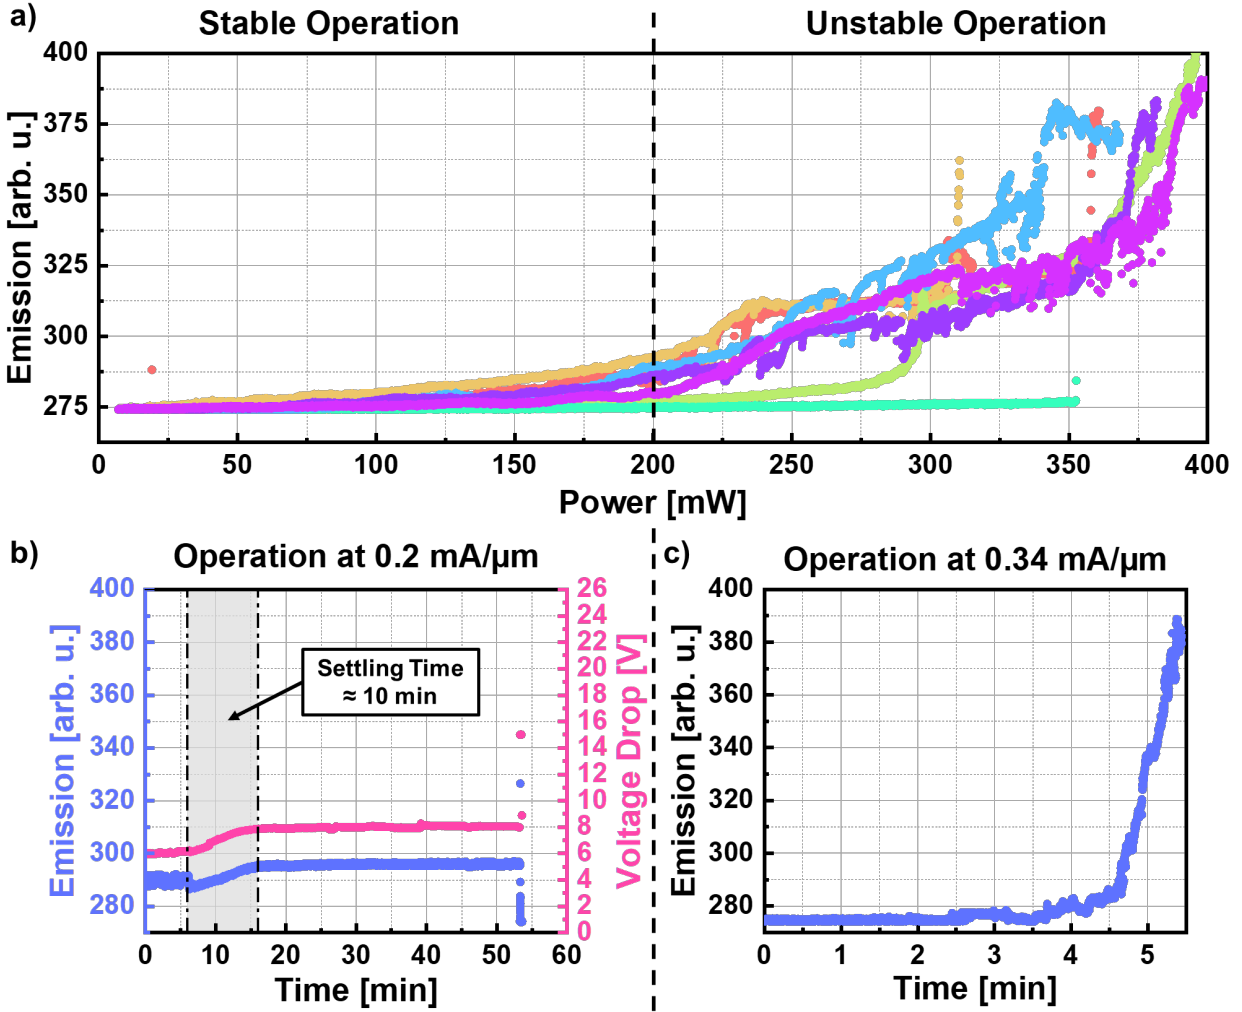 a)
Stable Operation
Unstable Operation
Emission [arb. u.]
400
375
350
325
300
275
0 50 100 150 200 250 300 350 400
Power [mW]
b)
Operation at 0.2 mA/µm
Emission [arb. u.]
400
380
360
340
320
300
280
Settling Time
≈ 10 min
26
24
22
20
18
16
14
12
10
8
6
4
2
0
Voltage Drop [V]
0 10 20 30 40 50 60
Time [min]
c)
Operation at 0.34 mA/µm
Emission [arb. u.]
400
380
360
340
320
300
280
0 1 2 3 4 5
Time [min]